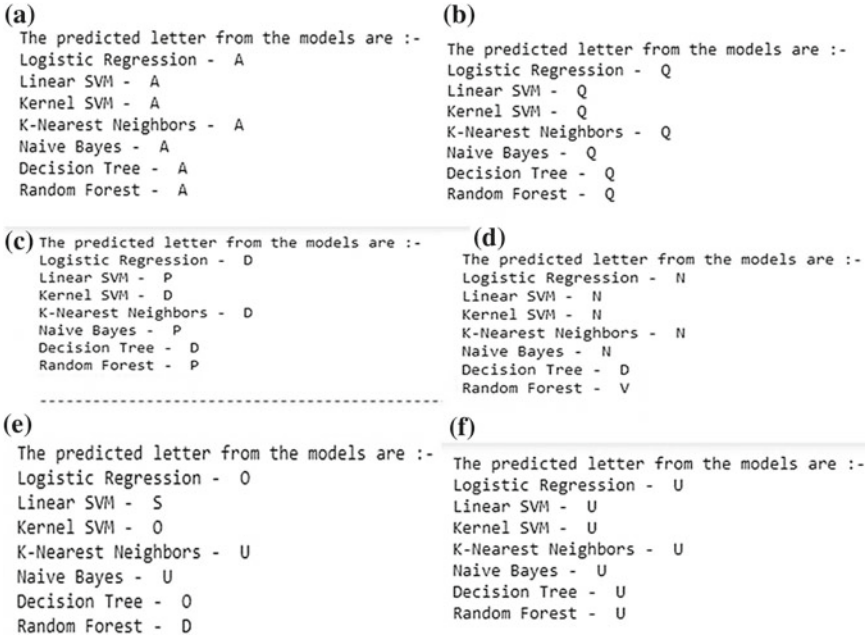 (a)
The predicted letter from the models are :-
Logistic Regression - A
Linear SVM - A
Kernel SVM - A
K-Nearest Neighbors - A
Naive Bayes - A
Decision Tree - A
Random Forest - A
(b)
The predicted letter from the models are :-
Logistic Regression - Q
Linear SVM - Q
Kernel SVM - Q
K-Nearest Neighbors - Q
Naive Bayes - Q
Decision Tree - Q
Random Forest - Q
(c) The predicted letter from the models are :-
Logistic Regression - D
Linear SVM - P
Kernel SVM - D
K-Nearest Neighbors - D
Naive Bayes - P
Decision Tree - D
Random Forest - P
--------------------------------------------------
(d)
The predicted letter from the models are :-
Logistic Regression - N
Linear SVM - N
Kernel SVM - N
K-Nearest Neighbors - N
Naive Bayes - N
Decision Tree - D
Random Forest - V
(e)
The predicted letter from the models are :-
Logistic Regression - O
Linear SVM - S
Kernel SVM - O
K-Nearest Neighbors - U
Naive Bayes - U
Decision Tree - O
Random Forest - D
(f)
The predicted letter from the models are :-
Logistic Regression - U
Linear SVM - U
Kernel SVM - U
K-Nearest Neighbors - U
Naive Bayes - U
Decision Tree - U
Random Forest - U